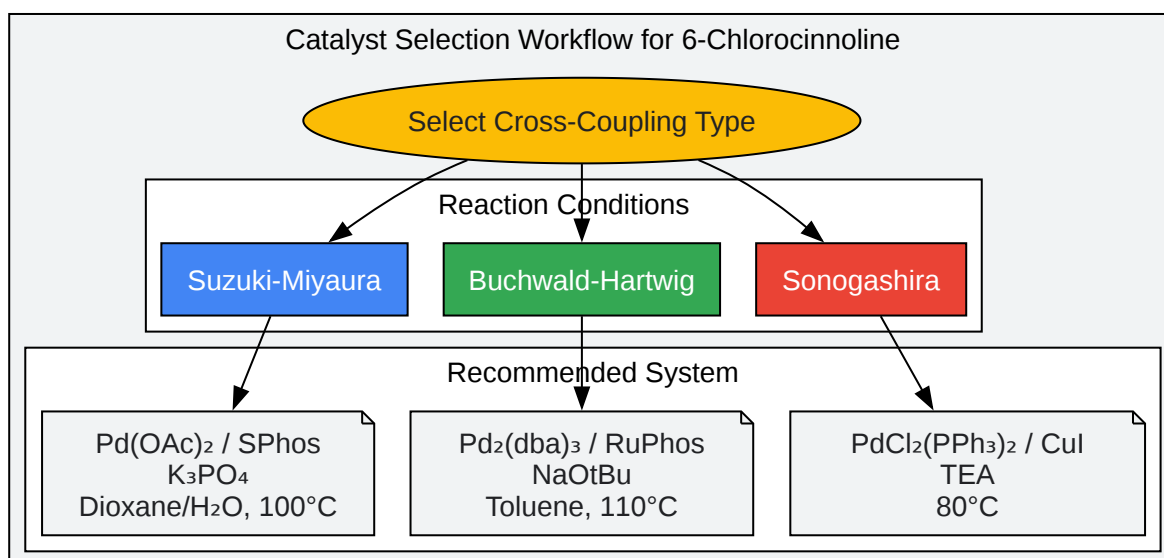 Catalyst Selection Workflow for 6-Chlorocinnoline
Select Cross-Coupling Type
Reaction Conditions
Suzuki-Miyaura
Buchwald-Hartwig
Sonogashira
Recommended System
Pd(OAc)₂ / SPhos
K₃PO₄
Dioxane/H₂O, 100°C
Pd₂(dba)₃ / RuPhos
NaOtBu
Toluene, 110°C
PdCl₂(PPh₃)₂ / CuI
TEA
80°C